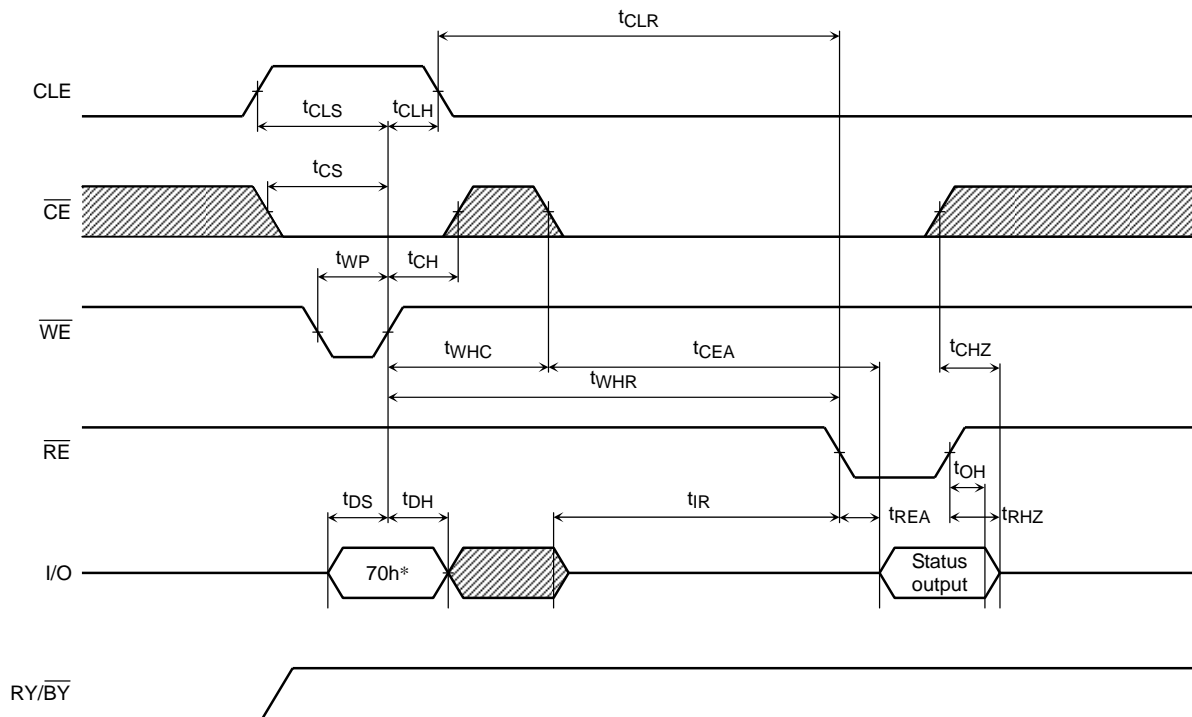 tCLR
CLE
tCLS
tCLH
tCS
CE
tWP
tCH
WE
tWHC
tCEA
tCHZ
tWHR
RE
tOH
tDS
tDH
tIR
tREA
tRHZ
I/O
70h*
Status
output
RY/BY